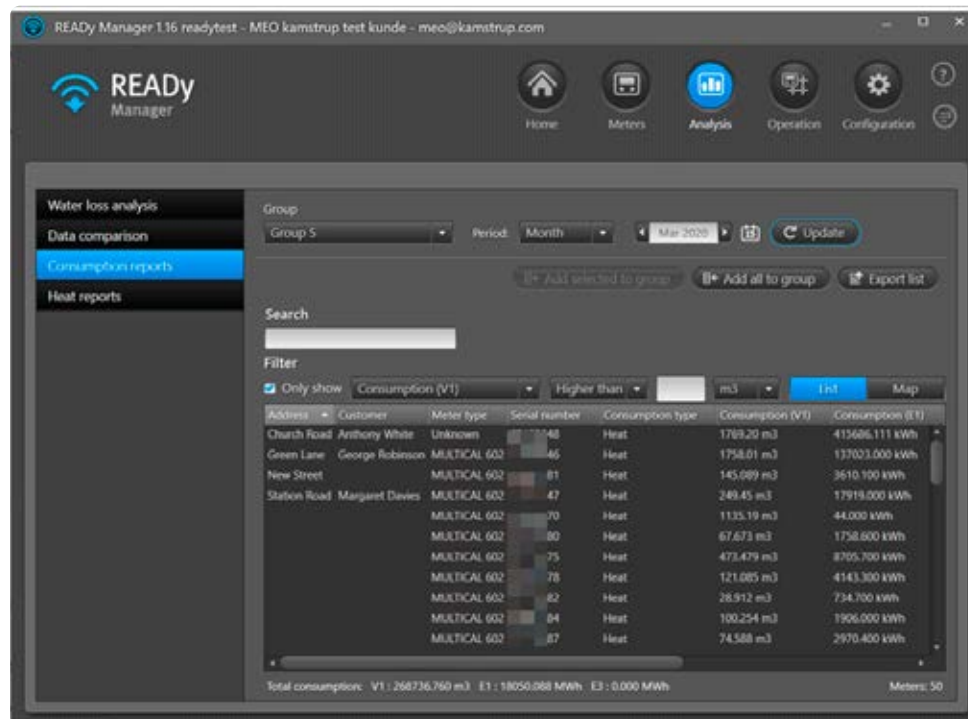 READy Manager 1.16 readytest - MEO kamstrup test kunde - meo@kamstrup.com
READy
Manager
Home Meters Analysis Operation Configuration
Water loss analysis
Data comparison
Consumption reports
Heat reports
Group
Group 5 Period: Month Mar 2020 Update
Add selected to group Add all to group Export list
Search
Filter
Only show Consumption (V1) Higher than m3 List Map
Address Customer Meter type Serial number Consumption type Consumption (V1) Consumption (E1)
Church Road Anthony White Unknown 48 Heat 1769.20 m3 415686.111 kWh
Green Lane George Robinson MULTICAL 602 46 Heat 1758.01 m3 137023.000 kWh
New Street MULTICAL 602 81 Heat 145.089 m3 3610.100 kWh
Station Road Margaret Davies MULTICAL 602 47 Heat 249.45 m3 17919.000 kWh
MULTICAL 602 70 Heat 1135.19 m3 44.000 kWh
MULTICAL 602 80 Heat 67.673 m3 1758.600 kWh
MULTICAL 602 75 Heat 473.479 m3 8705.700 kWh
MULTICAL 602 78 Heat 121.085 m3 4143.300 kWh
MULTICAL 602 82 Heat 28.912 m3 734.700 kWh
MULTICAL 602 84 Heat 100.254 m3 1906.000 kWh
MULTICAL 602 87 Heat 74.588 m3 2970.400 kWh
Total consumption: V1 : 268736.760 m3 E1 : 18050.088 MWh E3 : 0.000 MWh Meters: 50